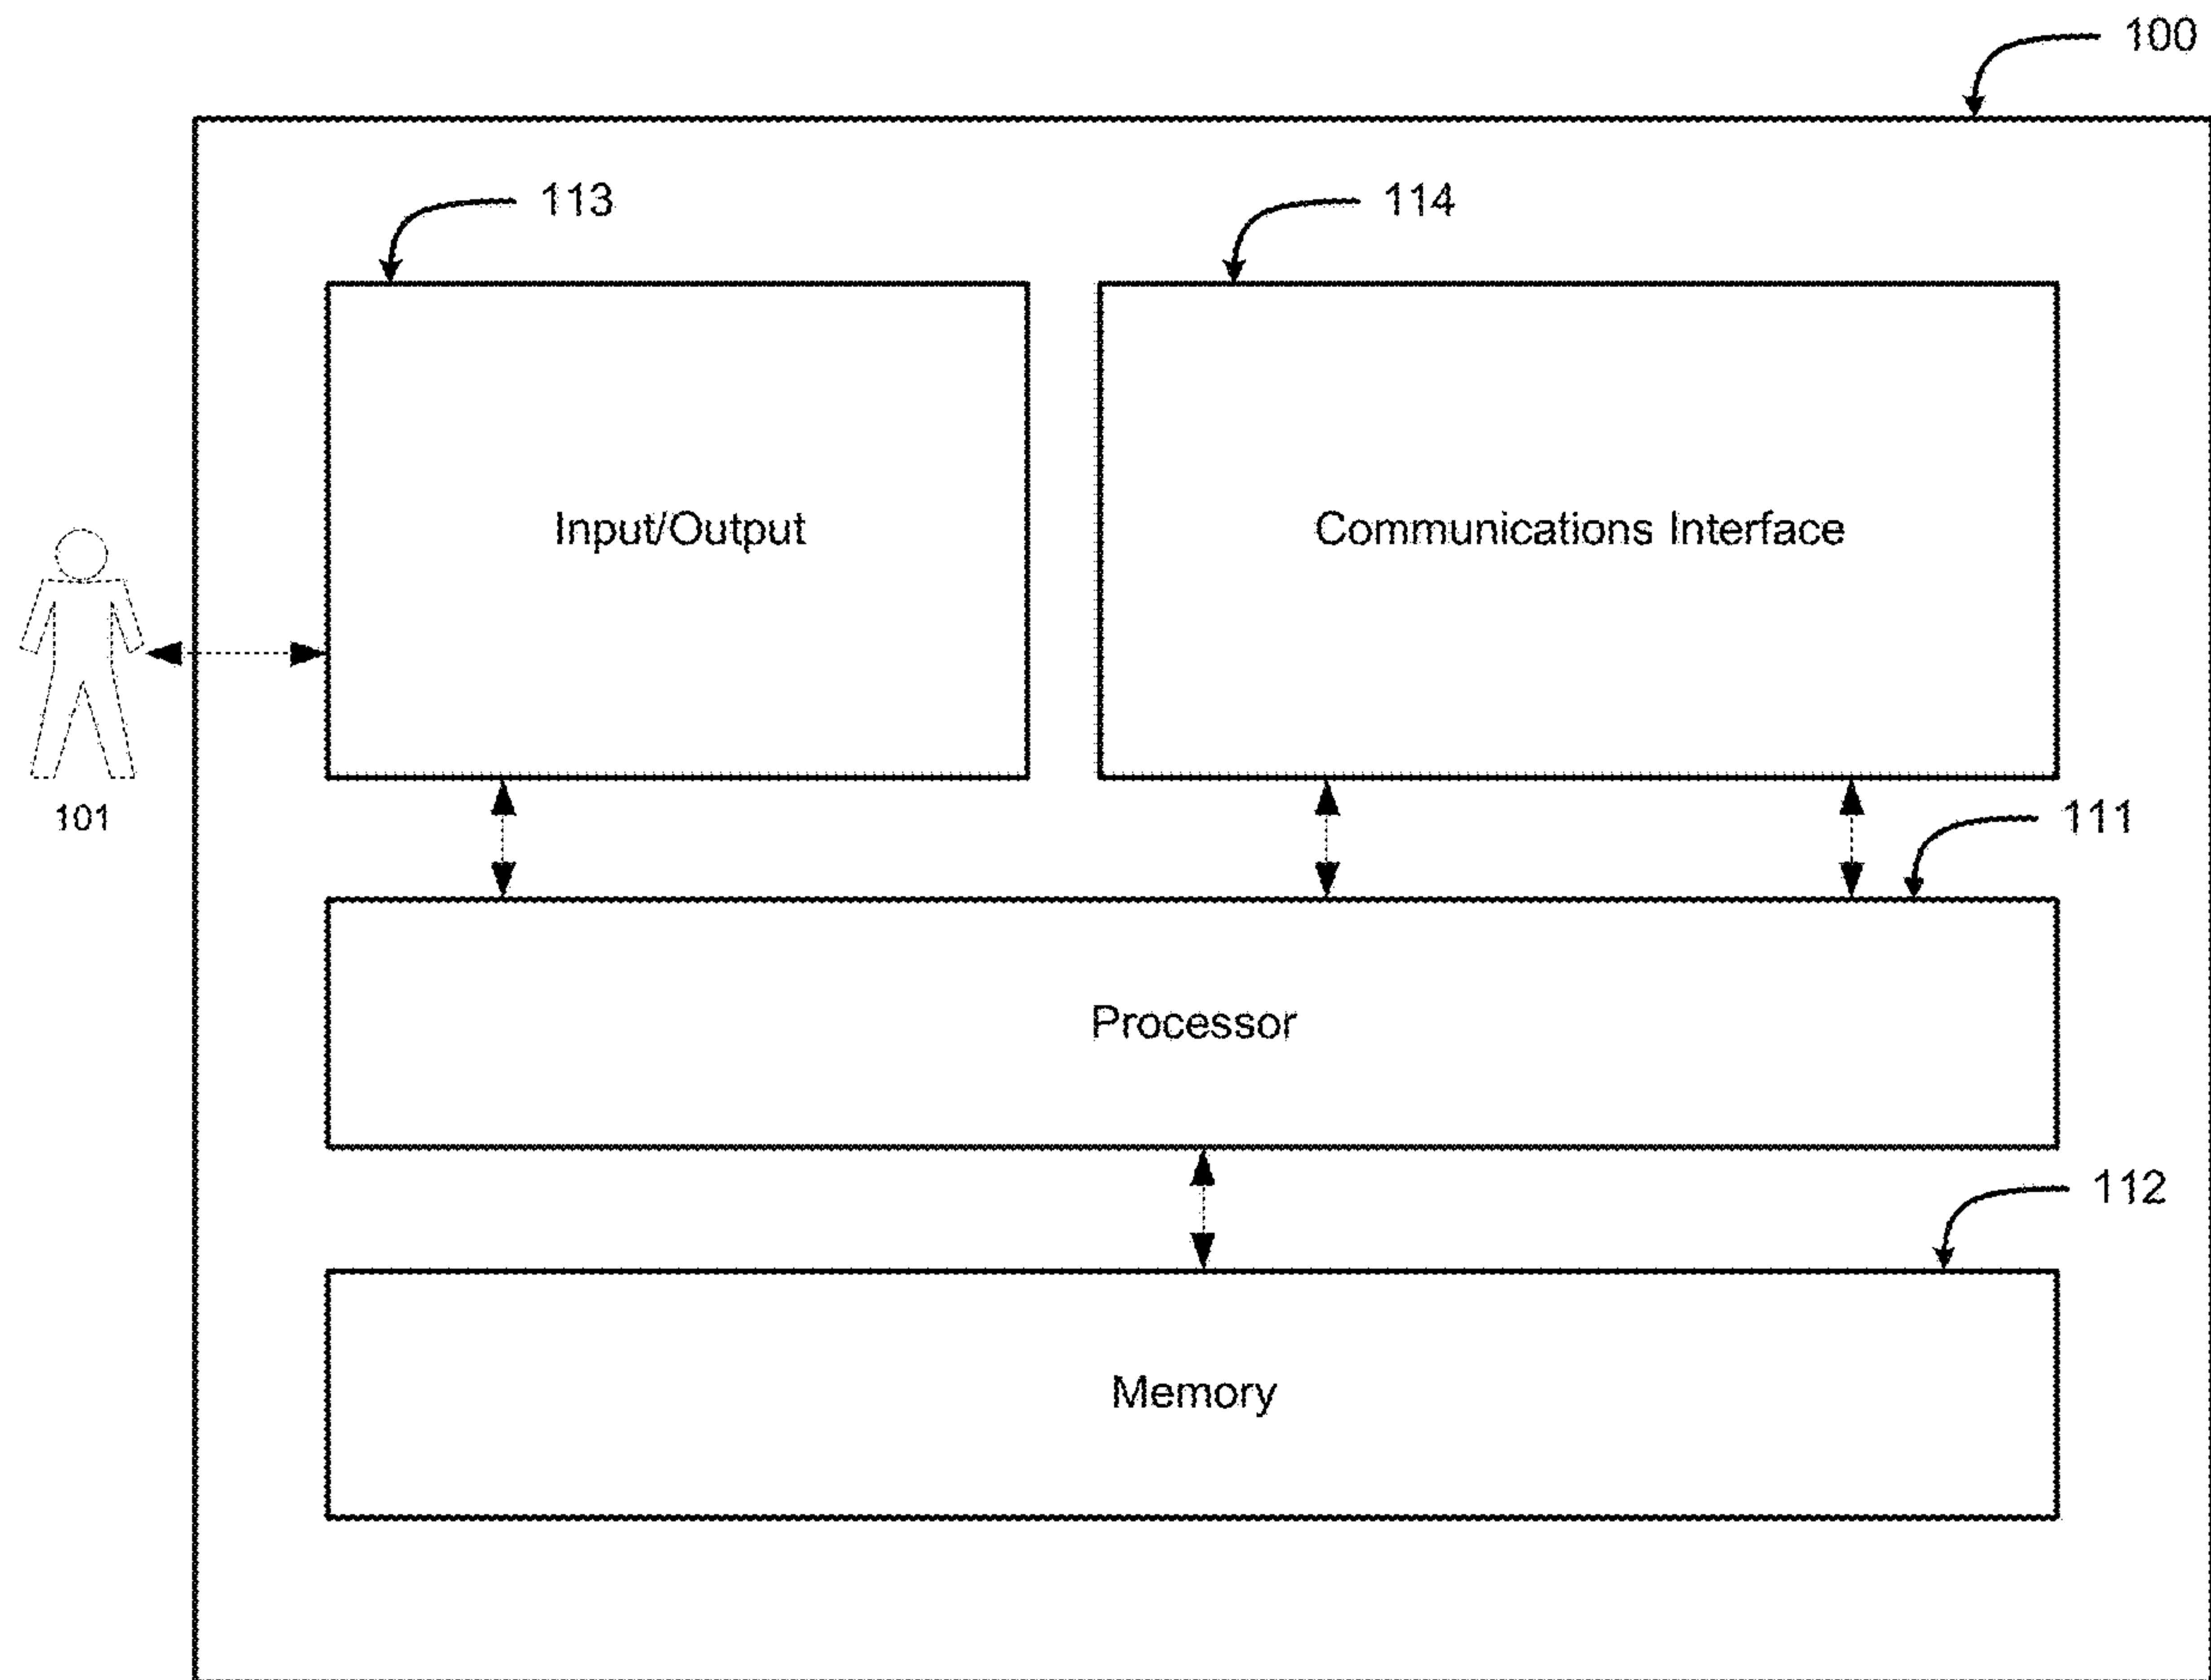 100
113
114
Input/Output
Communications Interface
101
111
Processor
112
Memory